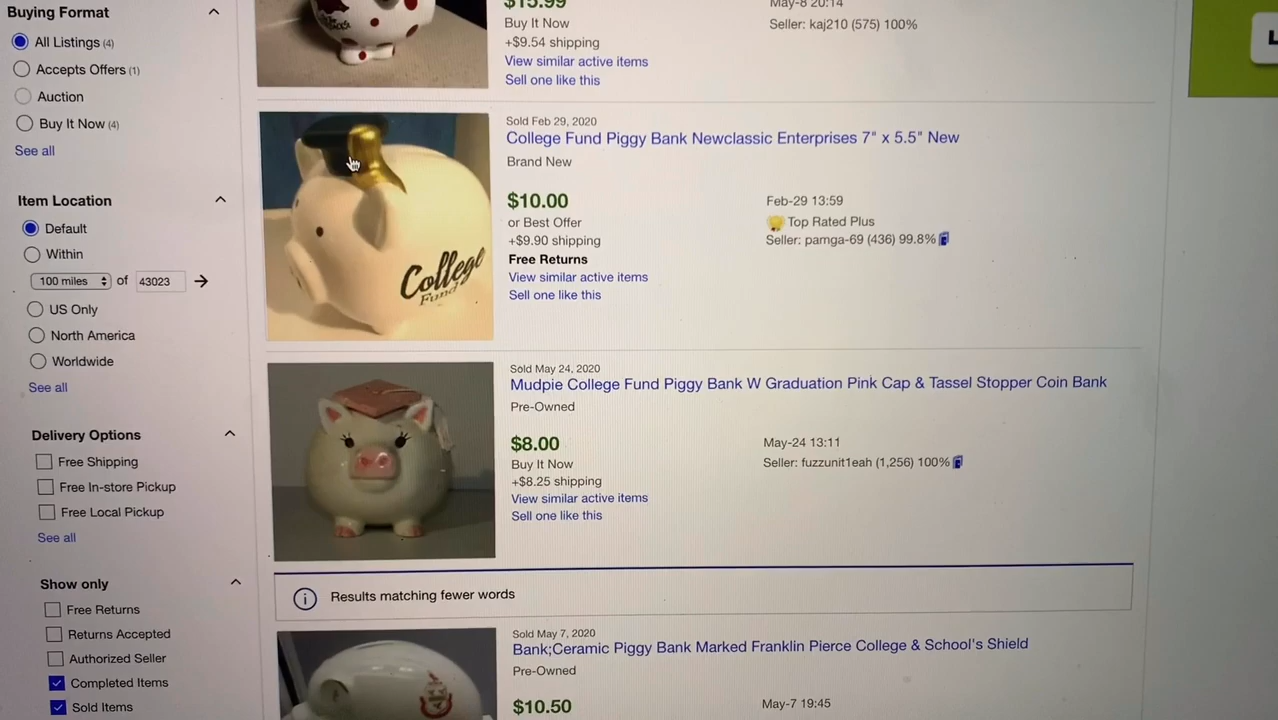 Buying Format
All Listings (4)
Accepts Offers (1)
Auction
Buy It Now (4)
See all
Item Location
Default
Within
100 miles of 43023
US Only
North America
Worldwide
See all
Delivery Options
Free Shipping
Free In-store Pickup
Free Local Pickup
See all
Show only
Free Returns
Returns Accepted
Authorized Seller
Completed Items
Sold Items
$15.99
Buy It Now
+$9.54 shipping
View similar active items
Sell one like this
May-8 20:14
Seller: kaj210 (575) 100%
Sold Feb 29, 2020
College Fund Piggy Bank Newclassic Enterprises 7" x 5.5" New
Brand New
$10.00
or Best Offer
+$9.90 shipping
Free Returns
View similar active items
Sell one like this
Feb-29 13:59
Top Rated Plus
Seller: pamga-69 (436) 99.8%
College
Fund
Sold May 24, 2020
Mudpie College Fund Piggy Bank W Graduation Pink Cap & Tassel Stopper Coin Bank
Pre-Owned
$8.00
Buy It Now
+$8.25 shipping
View similar active items
Sell one like this
May-24 13:11
Seller: fuzzunit1eah (1,256) 100%
Results matching fewer words
Sold May 7, 2020
Bank;Ceramic Piggy Bank Marked Franklin Pierce College & School's Shield
Pre-Owned
$10.50
May-7 19:45